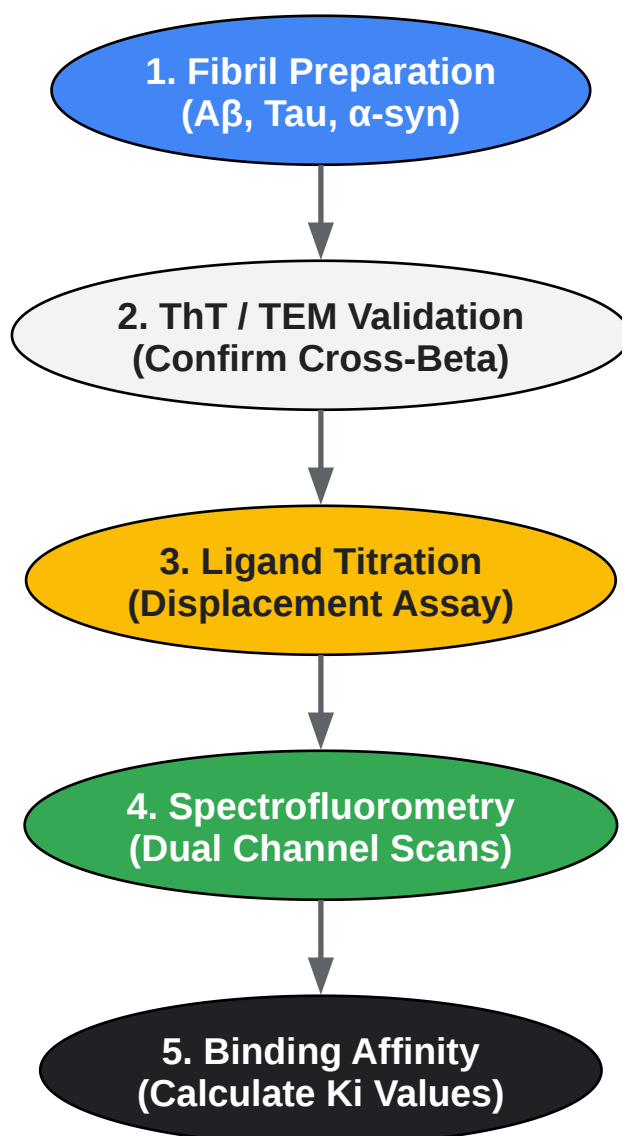 1. Fibril Preparation
(Aβ, Tau, α-syn)
2. ThT / TEM Validation
(Confirm Cross-Beta)
3. Ligand Titration
(Displacement Assay)
4. Spectrofluorometry
(Dual Channel Scans)
5. Binding Affinity
(Calculate Ki Values)